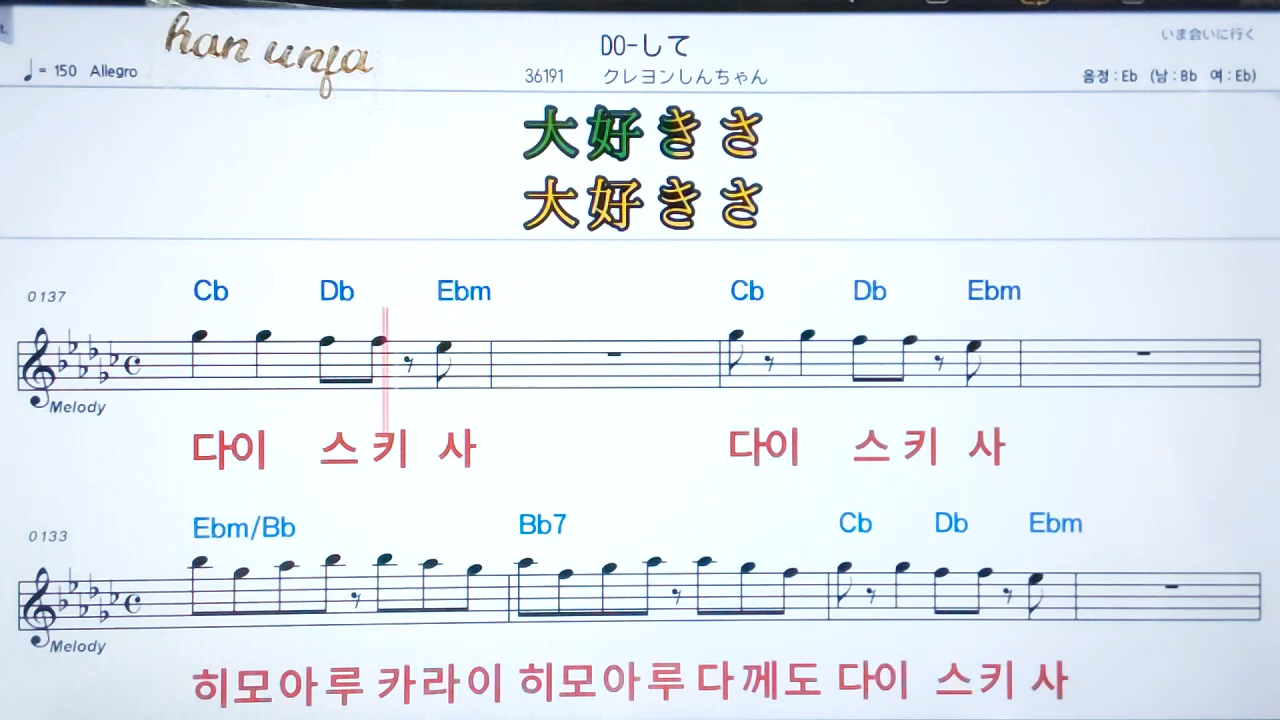 han unja
DO-して
いま会いに行く
♩= 150 Allegro
36191 クレヨンしんちゃん
음정 : Eb (남 : Bb 여 : Eb)
大好きさ
大好きさ
0137
Cb Db Ebm Cb Db Ebm
Melody
다이 스키 사 다이 스키 사
0133
Ebm/Bb Bb7 Cb Db Ebm
Melody
히모아루 카라이 히모아루 다께도 다이 스키 사